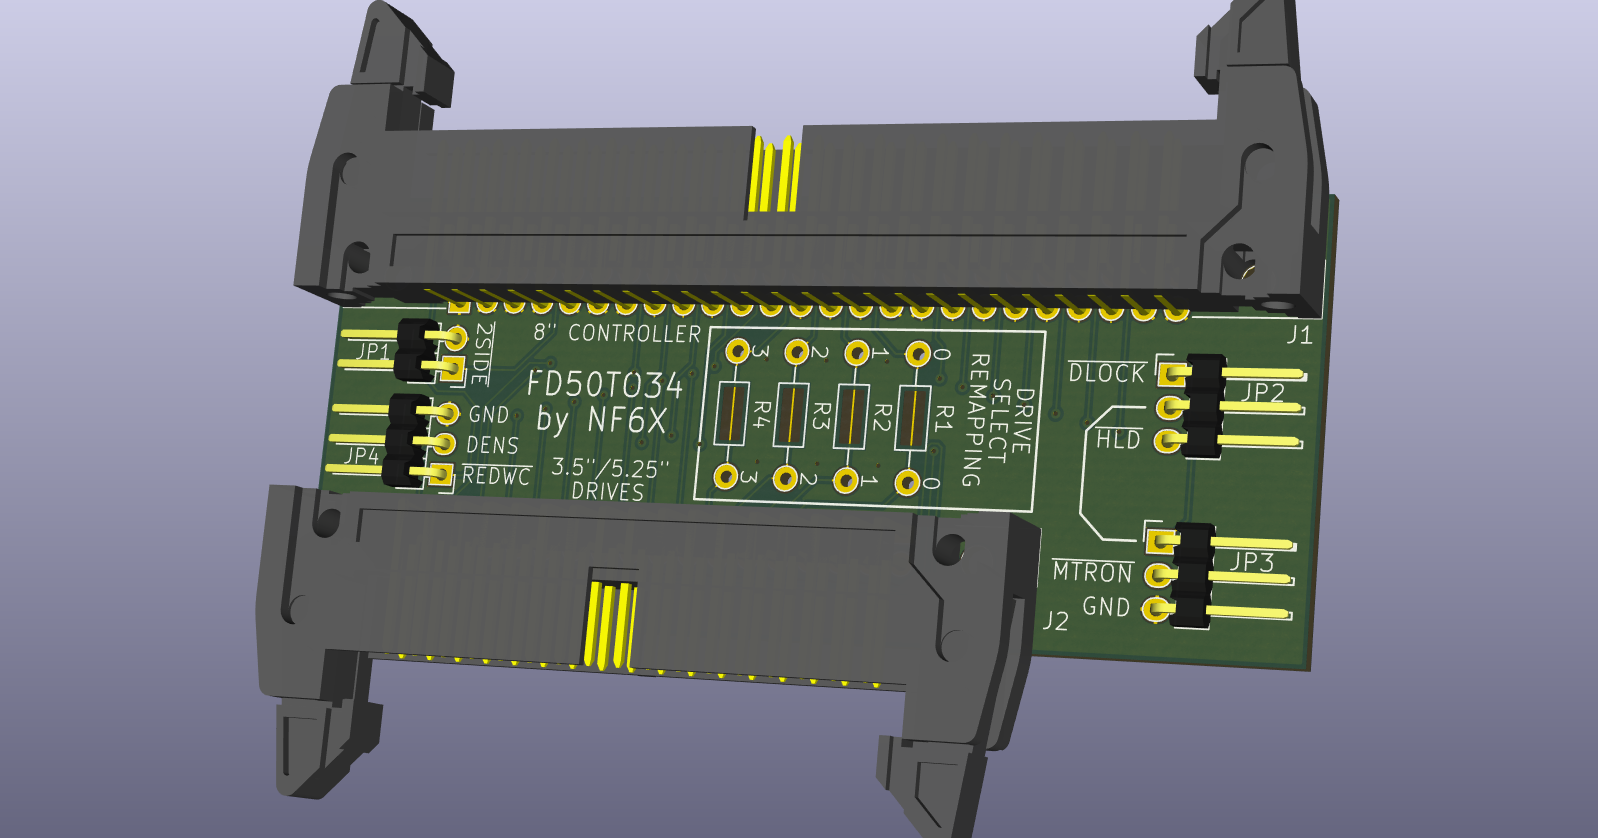 J1
8" CONTROLLER
2SIDE
JP1
FD50TO34
by NF6X
GND
DENS
REDWC
JP4
3.5"/5.25"
DRIVES
3
2
1
0
R4
R3
R2
R1
3
2
1
0
DRIVE
SELECT
REMAPPING
DLOCK
JP2
HLD
JP3
MTRON
GND
J2